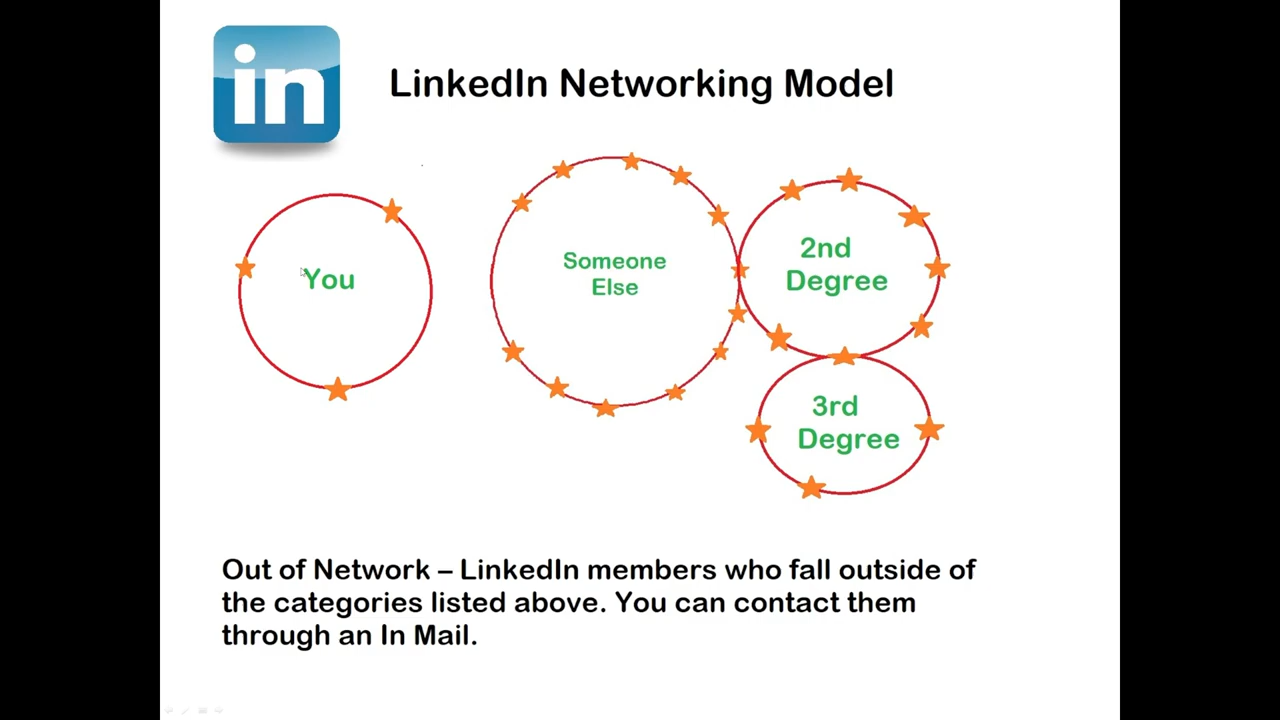 in
LinkedIn Networking Model
You
Someone
Else
2nd
Degree
3rd
Degree
Out of Network – LinkedIn members who fall outside of
the categories listed above. You can contact them
through an In Mail.